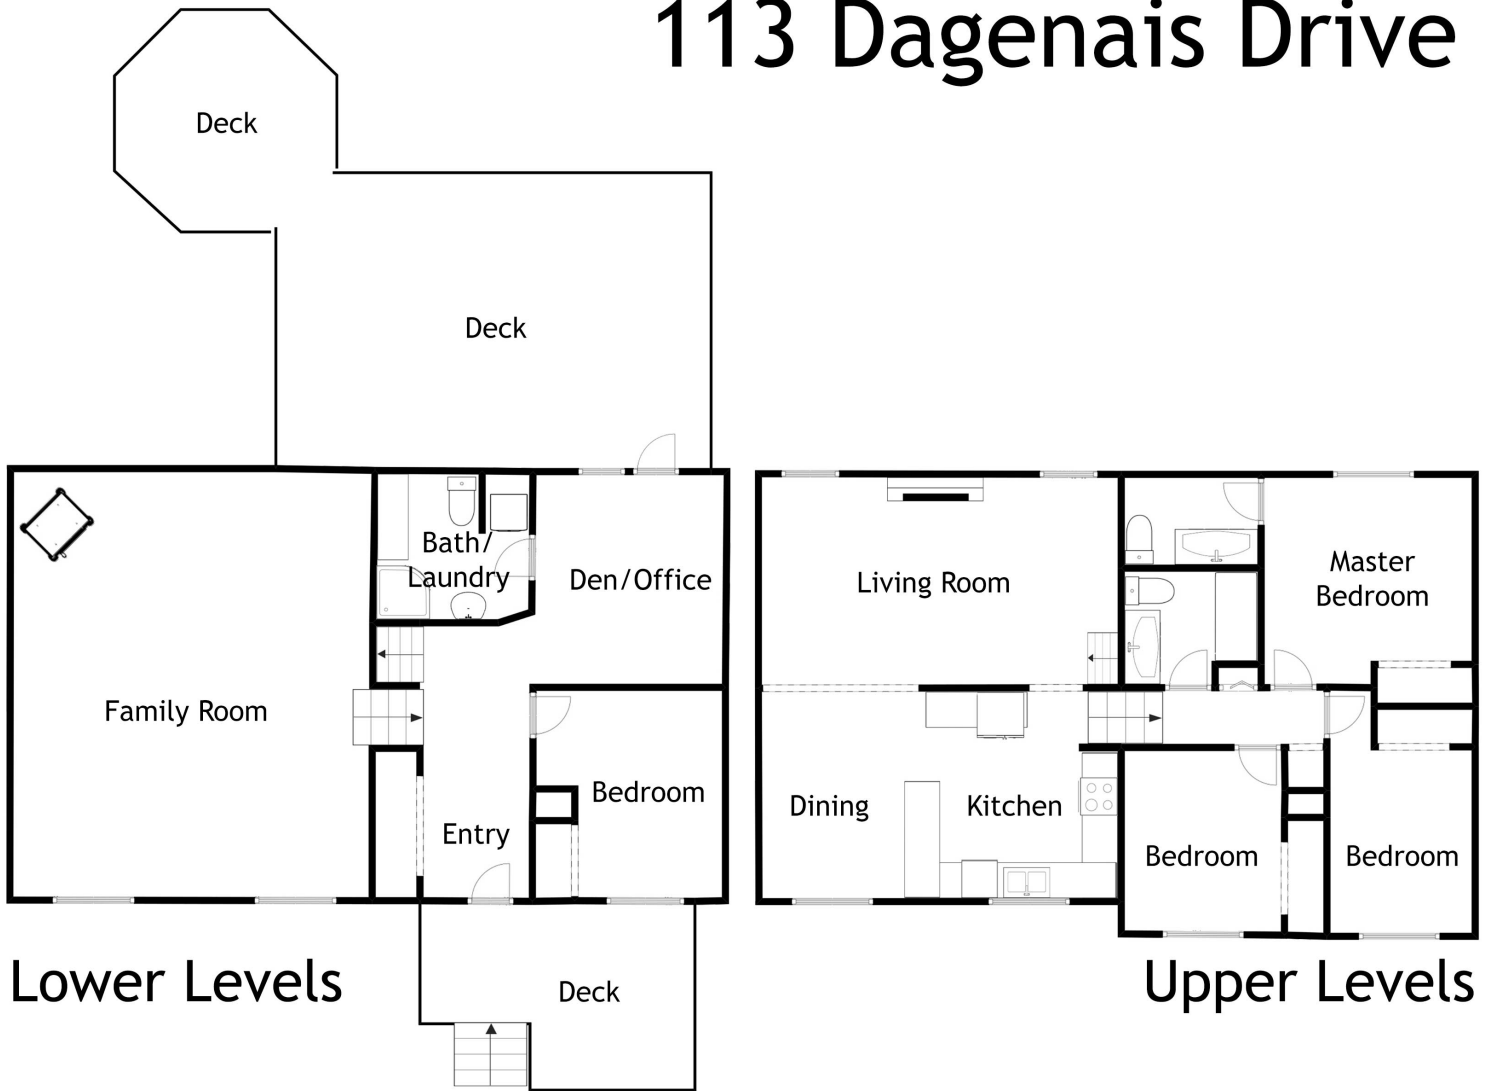 113 Dagenais Drive
Deck
Deck
Bath/
Laundry
Den/Office
Family Room
Bedroom
Entry
Deck
Lower Levels
Living Room
Master
Bedroom
Dining
Kitchen
Bedroom
Bedroom
Upper Levels